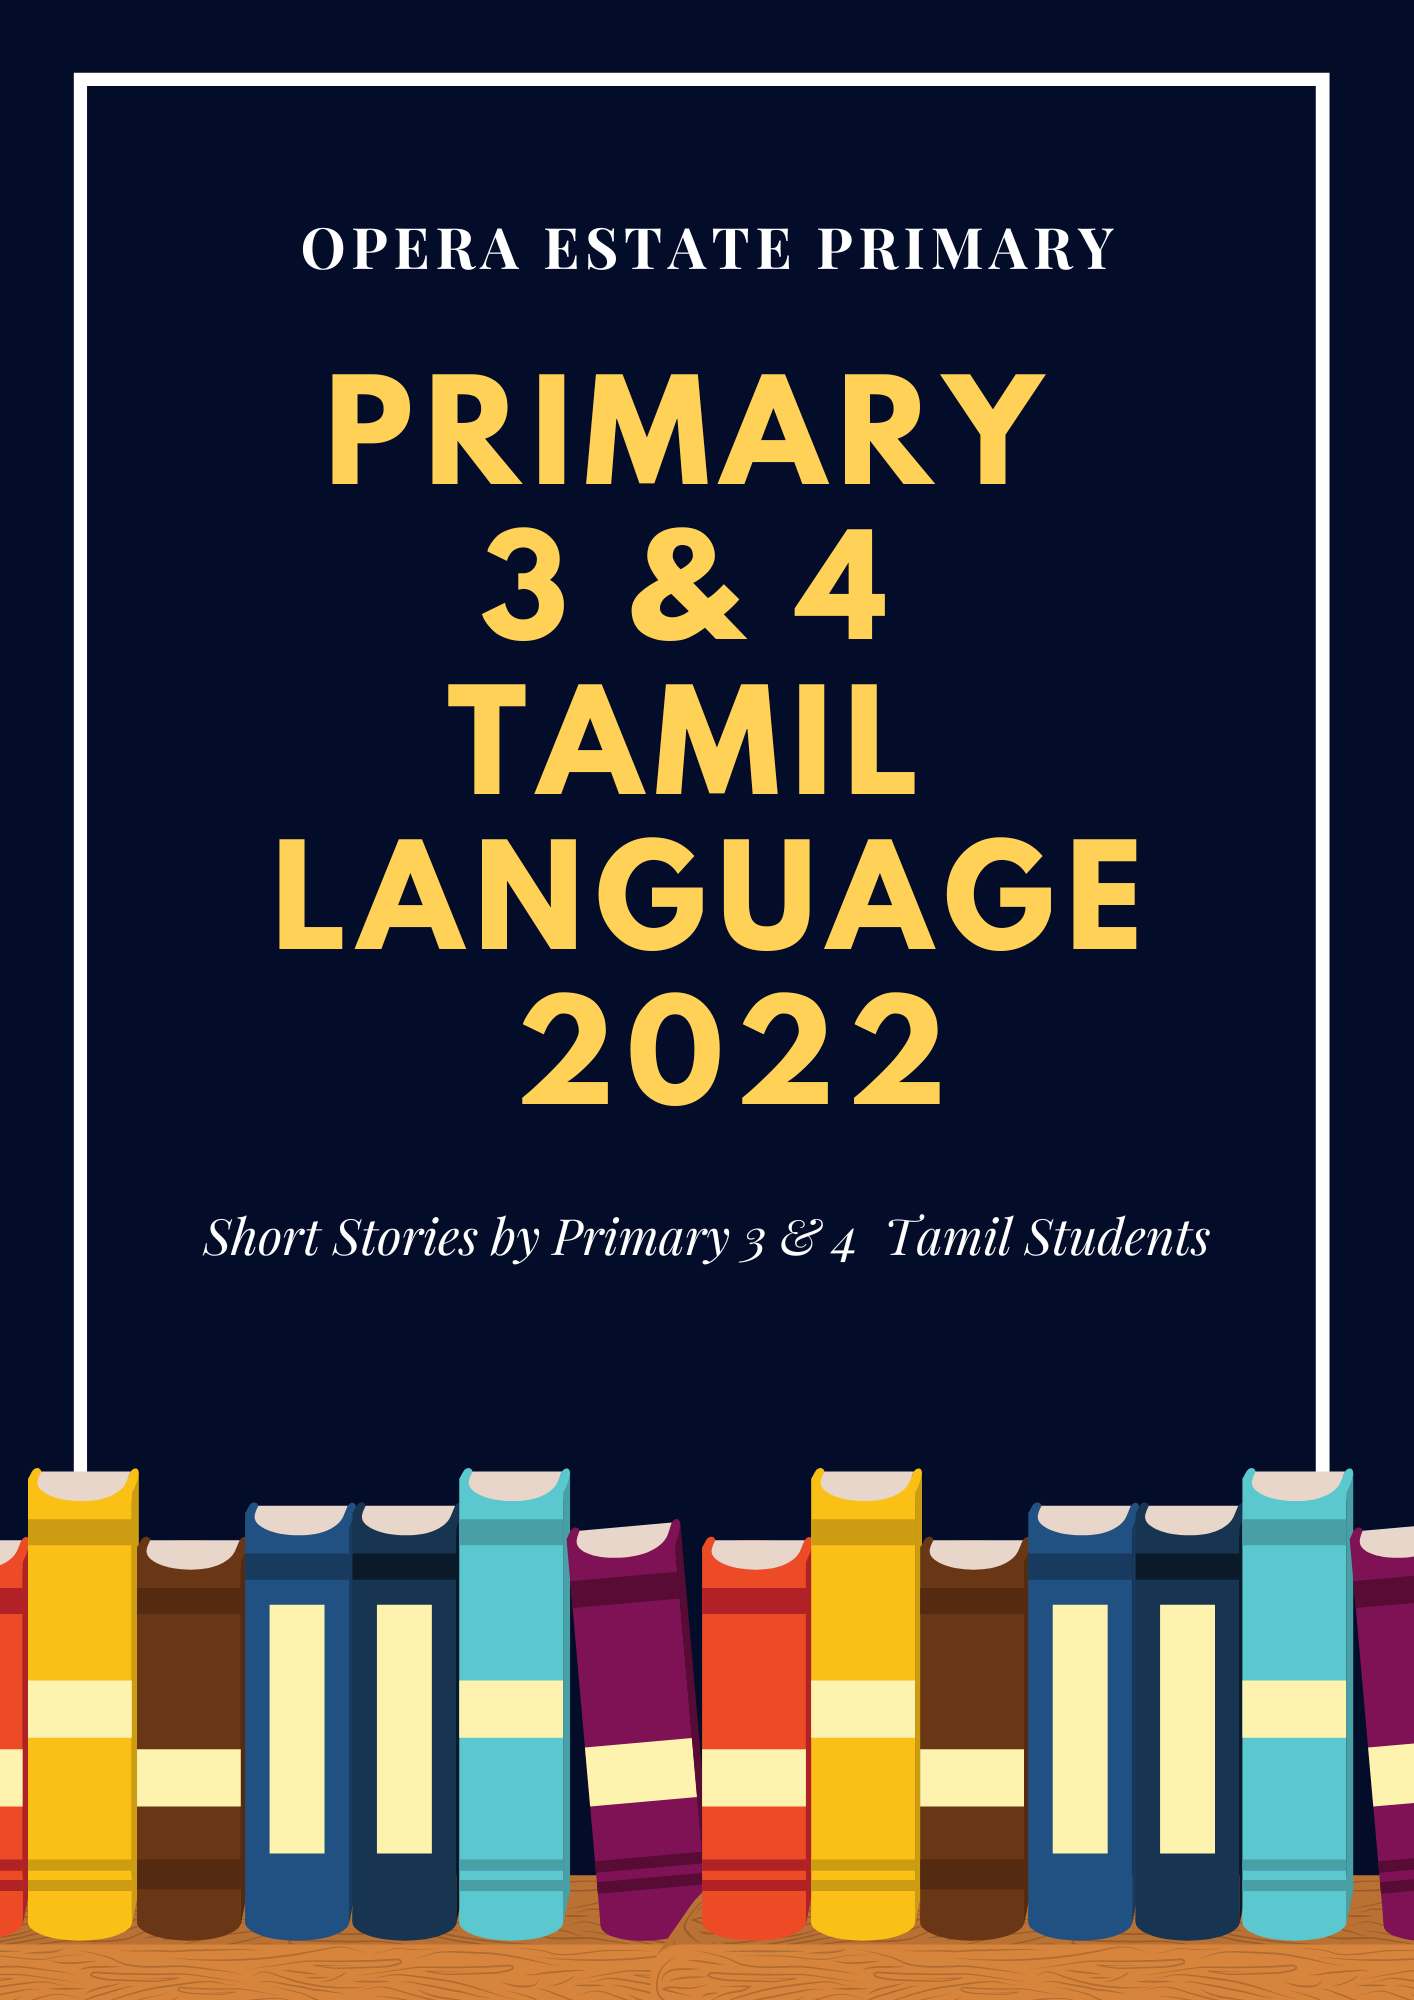 OPERA ESTATE PRIMARY
PRIMARY
3 & 4
TAMIL
LANGUAGE
2022
Short Stories by Primary 3 & 4 Tamil Students